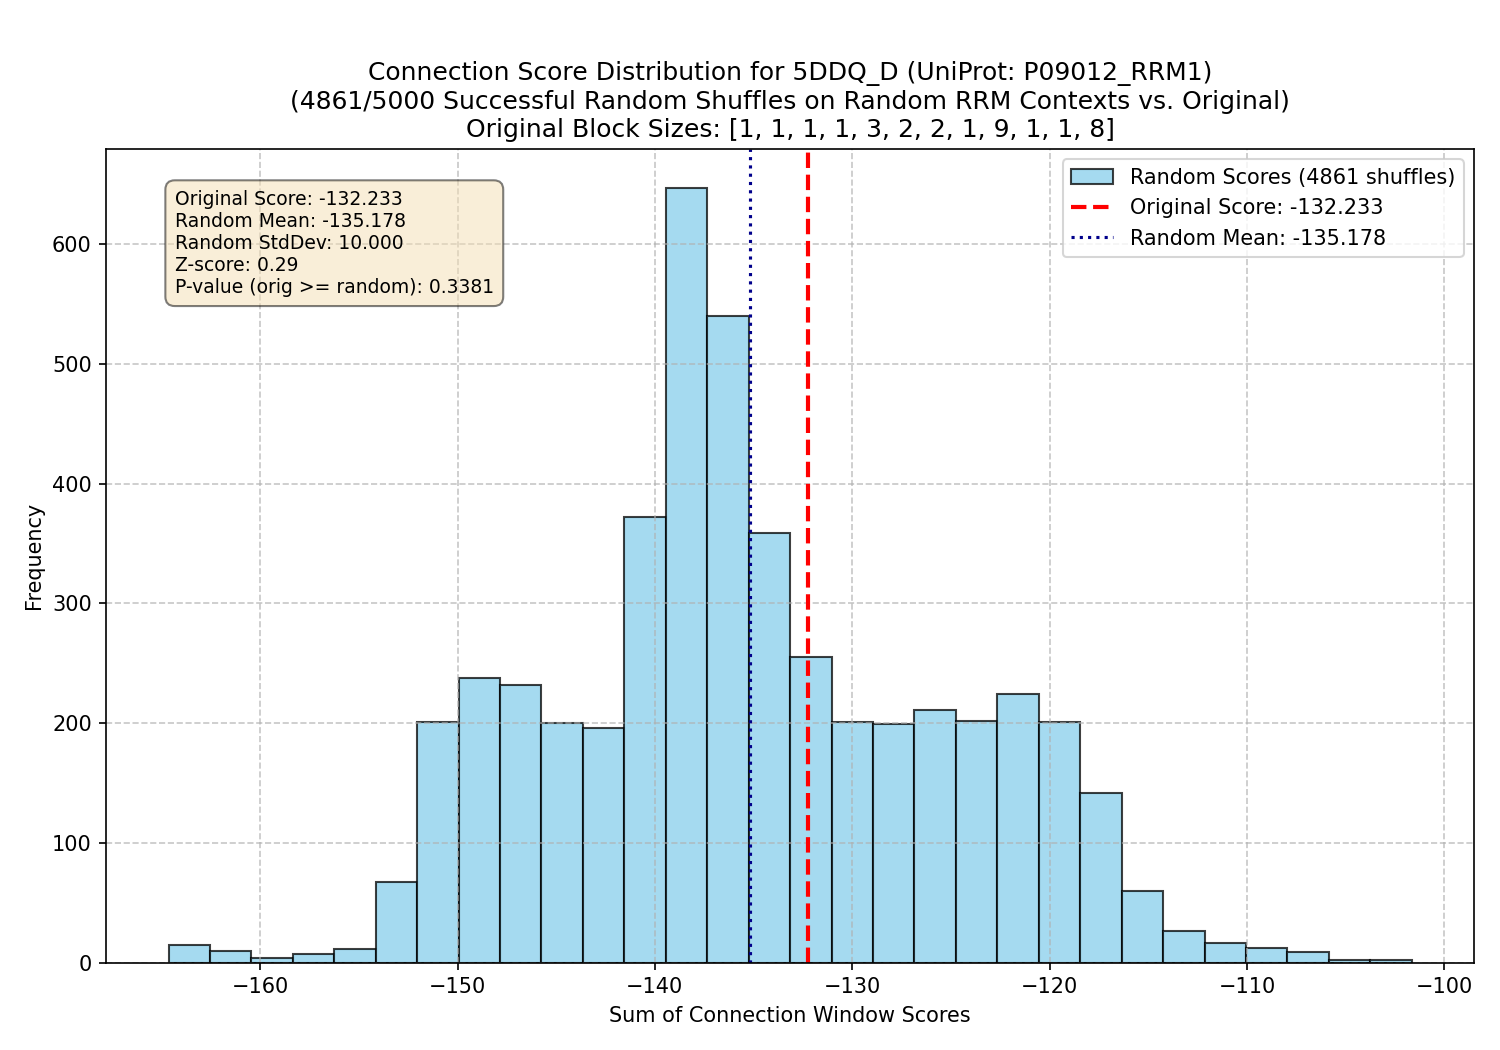 Connection Score Distribution for 5DDQ_D (UniProt: P09012_RRM1)
(4861/5000 Successful Random Shuffles on Random RRM Contexts vs. Original)
Original Block Sizes: [1, 1, 1, 1, 3, 2, 2, 1, 9, 1, 1, 8]
Original Score: -132.233
Random Mean: -135.178
Random StdDev: 10.000
Z-score: 0.29
P-value (orig >= random): 0.3381
Random Scores (4861 shuffles)
Original Score: -132.233
Random Mean: -135.178
Frequency
600
500
400
300
200
100
0
−160 −150 −140 −130 −120 −110 −100
Sum of Connection Window Scores